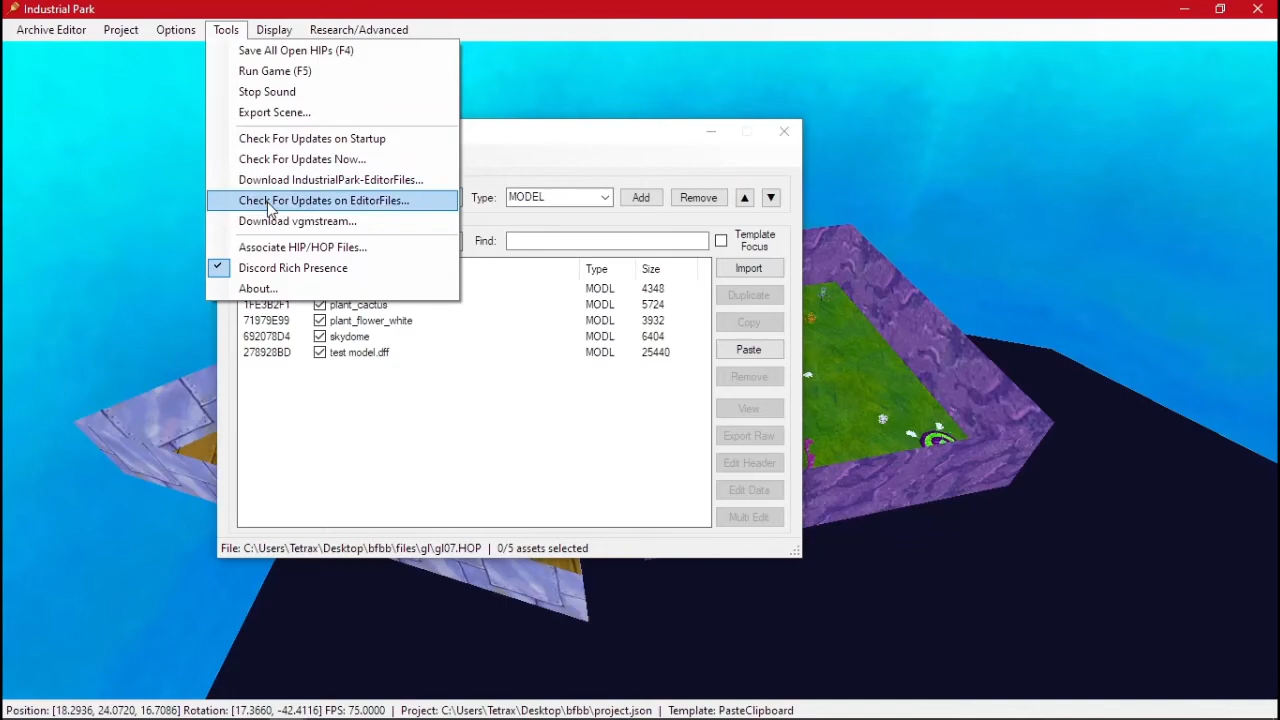 Industrial Park
Archive Editor Project Options Tools Display Research/Advanced
Save All Open HIPs (F4)
Run Game (F5)
Stop Sound
Export Scene...
Check For Updates on Startup
Check For Updates Now...
Download IndustrialPark-EditorFiles...
Check For Updates on EditorFiles...
Download vgmstream...
Associate HIP/HOP Files...
Discord Rich Presence
About...
Type: MODEL Add Remove ▲ ▼
Find: Template Focus
Type Size
MODL 4348
1FE3B2F1 plant_cactus MODL 5724
71979E99 plant_flower_white MODL 3932
692078D4 skydome MODL 6404
278928BD test model.dff MODL 25440
Import
Duplicate
Copy
Paste
Remove
View
Export Raw
Edit Header
Edit Data
Multi Edit
File: C:\Users\Tetrax\Desktop\bfbb\files\gl\gl07.HOP | 0/5 assets selected
Position: [18.2936, 24.0720, 16.7086] Rotation: [17.3660, -42.4116] FPS: 75.0000 | Project: C:\Users\Tetrax\Desktop\bfbb\project.json | Template: PasteClipboard